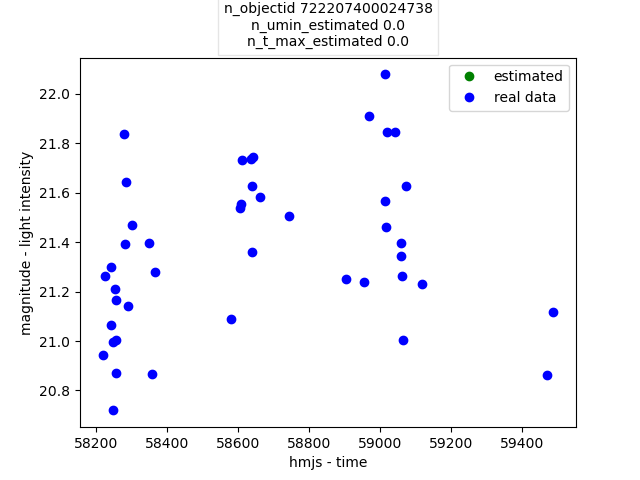 n_objectid 722207400024738
n_umin_estimated 0.0
n_t_max_estimated 0.0
estimated
real data
magnitude - light intensity
22.0
21.8
21.6
21.4
21.2
21.0
20.8
58200 58400 58600 58800 59000 59200 59400
hmjs - time